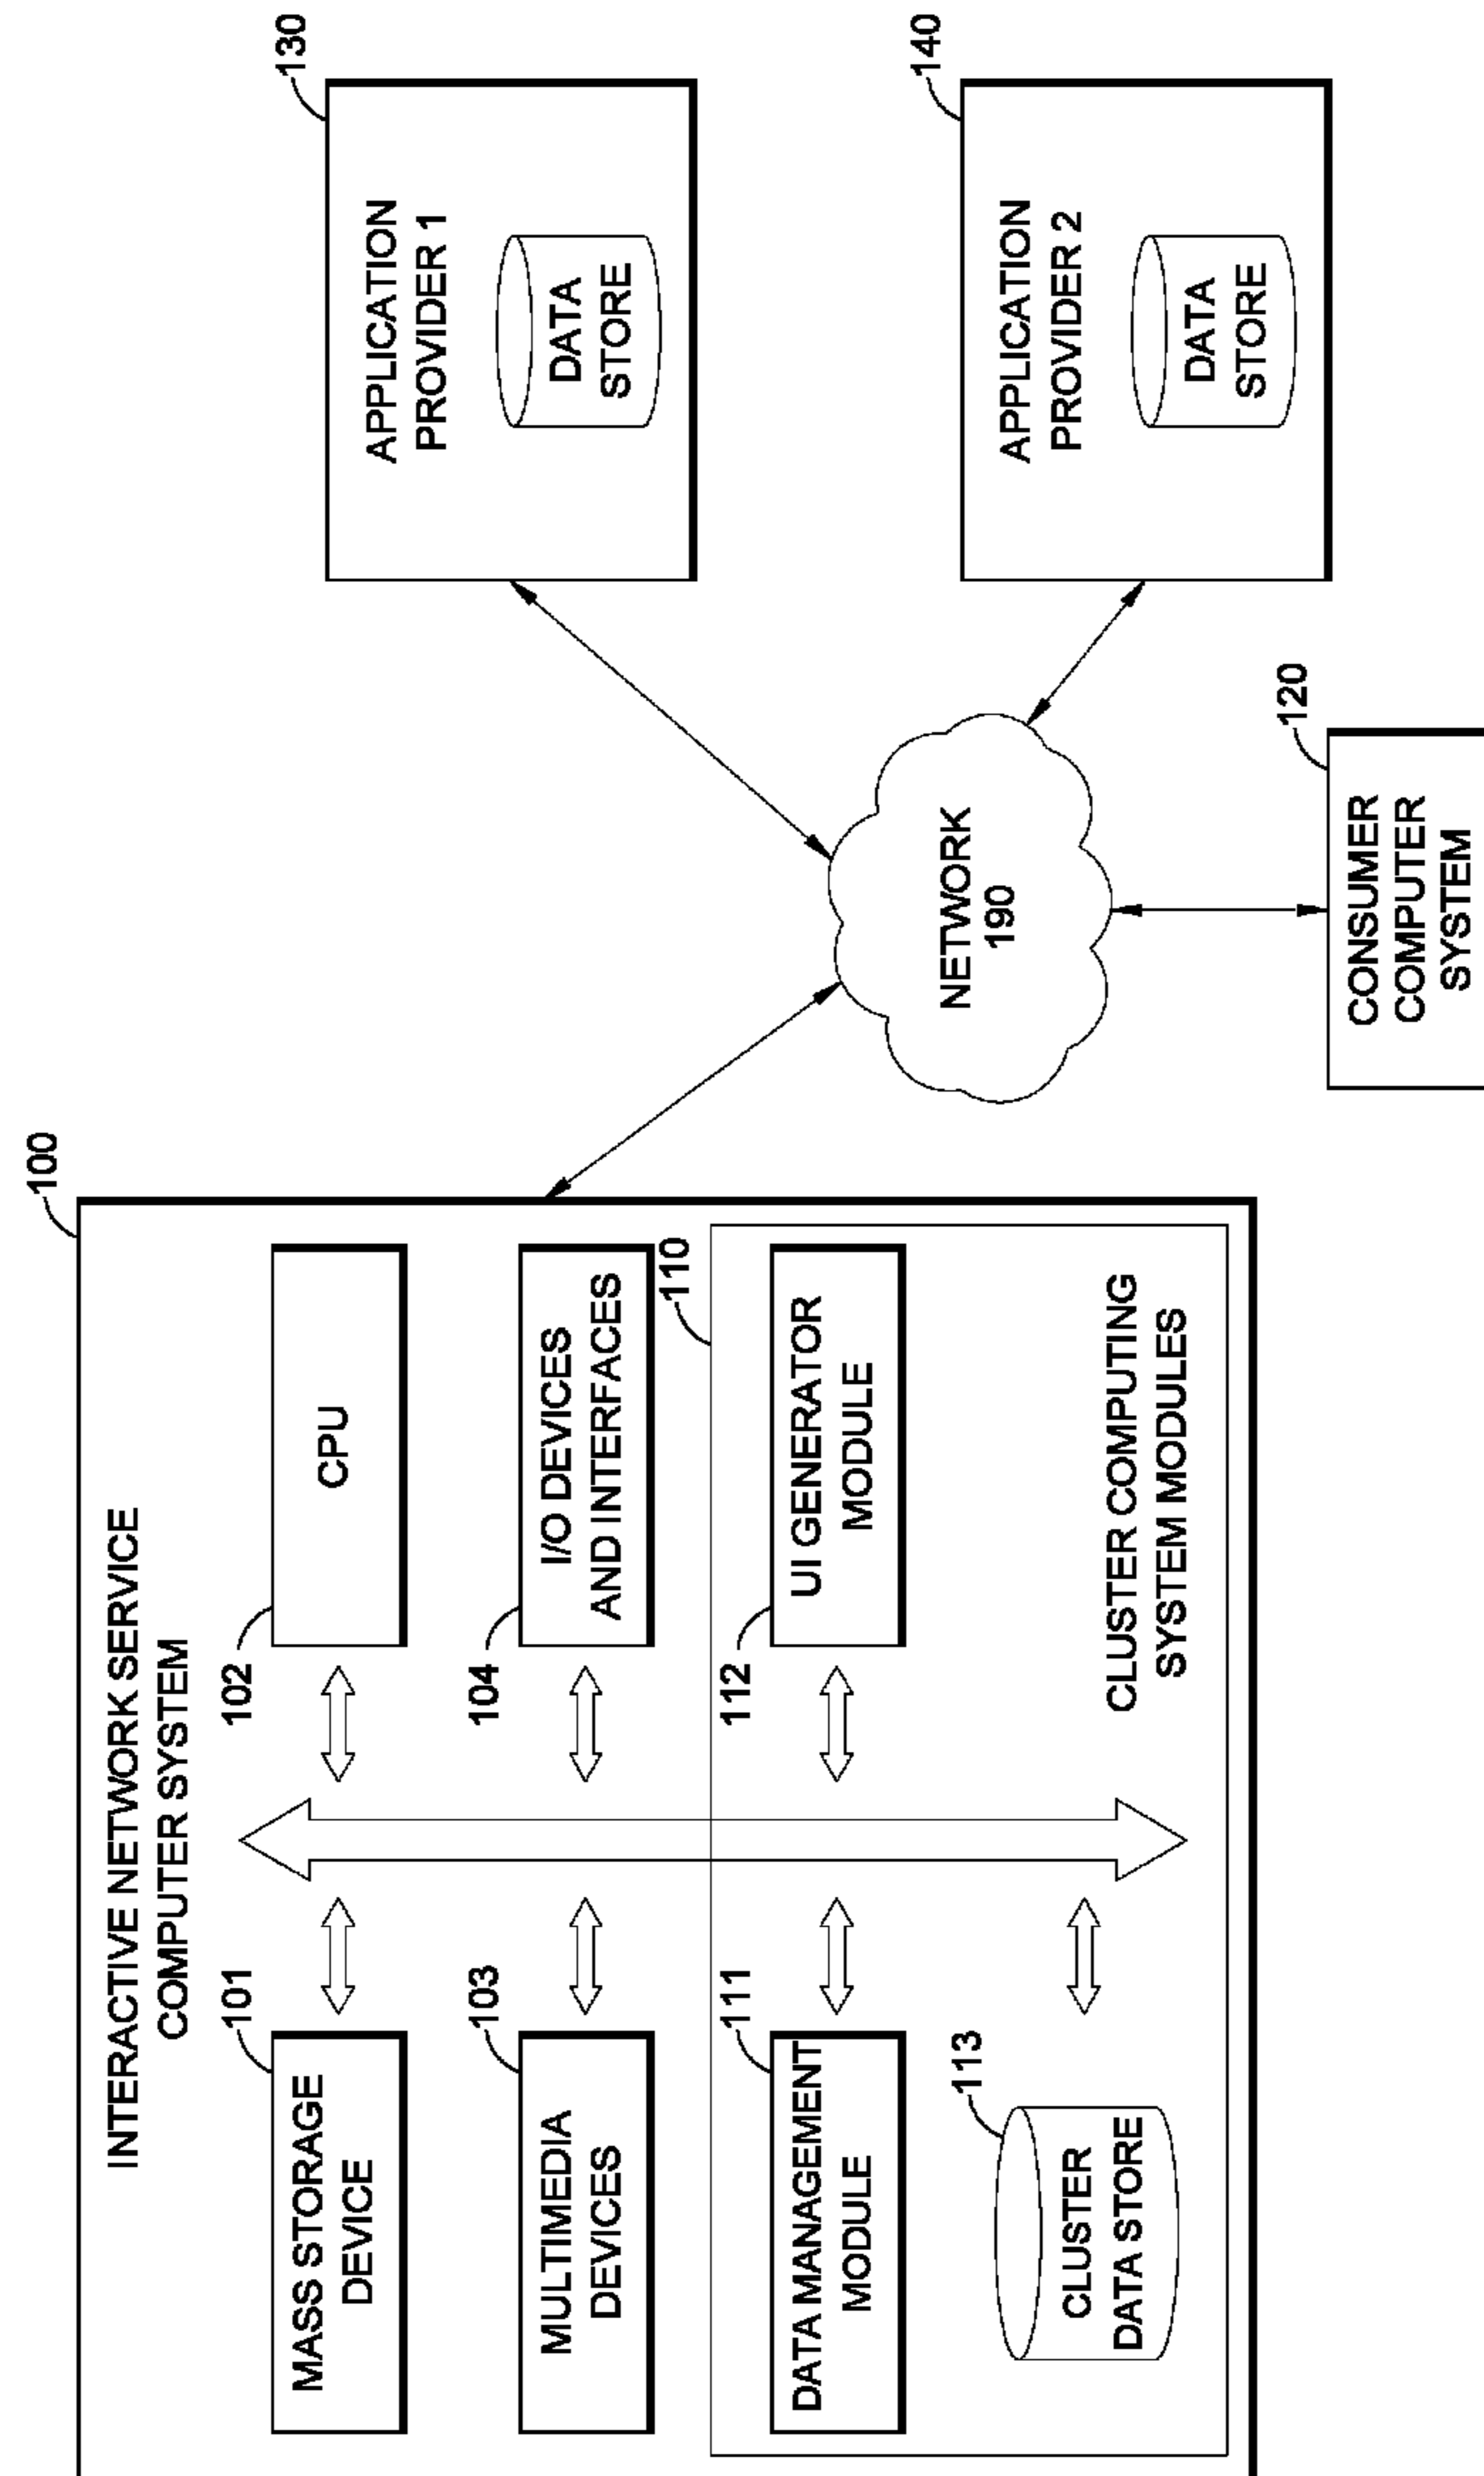 100
INTERACTIVE NETWORK SERVICE
COMPUTER SYSTEM
101
MASS STORAGE
DEVICE
102
CPU
103
MULTIMEDIA
DEVICES
104
I/O DEVICES
AND INTERFACES
110
111
DATA MANAGEMENT
MODULE
112
UI GENERATOR
MODULE
113
CLUSTER
DATA STORE
CLUSTER COMPUTING
SYSTEM MODULES
NETWORK
190
130
APPLICATION
PROVIDER 1
DATA
STORE
140
APPLICATION
PROVIDER 2
DATA
STORE
120
CONSUMER
COMPUTER
SYSTEM